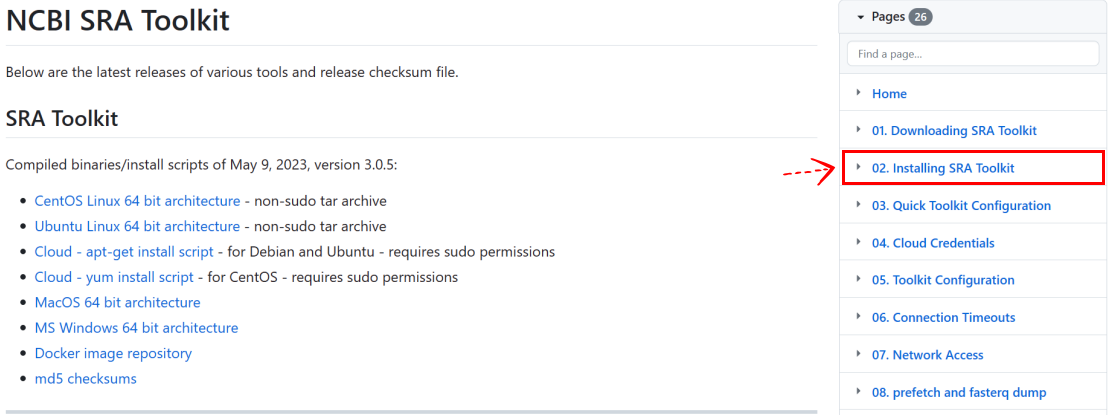 NCBI SRA Toolkit
Below are the latest releases of various tools and release checksum file.
SRA Toolkit
Compiled binaries/install scripts of May 9, 2023, version 3.0.5:
CentOS Linux 64 bit architecture - non-sudo tar archive
Ubuntu Linux 64 bit architecture - non-sudo tar archive
Cloud - apt-get install script - for Debian and Ubuntu - requires sudo permissions
Cloud - yum install script - for CentOS - requires sudo permissions
MacOS 64 bit architecture
MS Windows 64 bit architecture
Docker image repository
md5 checksums
Pages 26
Find a page...
Home
01. Downloading SRA Toolkit
02. Installing SRA Toolkit
03. Quick Toolkit Configuration
04. Cloud Credentials
05. Toolkit Configuration
06. Connection Timeouts
07. Network Access
08. prefetch and fasterq dump